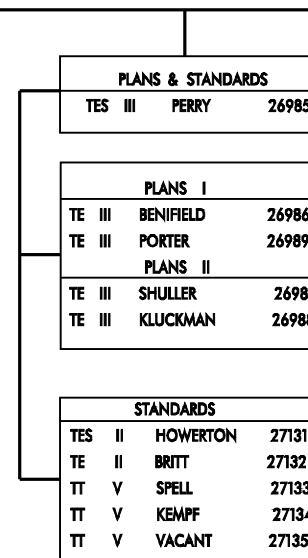 PLANS & STANDARDS
TES III PERRY 26985
PLANS I
TE III BENIFIELD 26986
TE III PORTER 26989
PLANS II
TE III SHULLER 2698
TE III KLUCKMAN 2698
STANDARDS
TES II HOWERTON 27131
TE II BRITT 27132
TT V SPELL 27133
TT V KEMPF 2713
TT V VACANT 27135